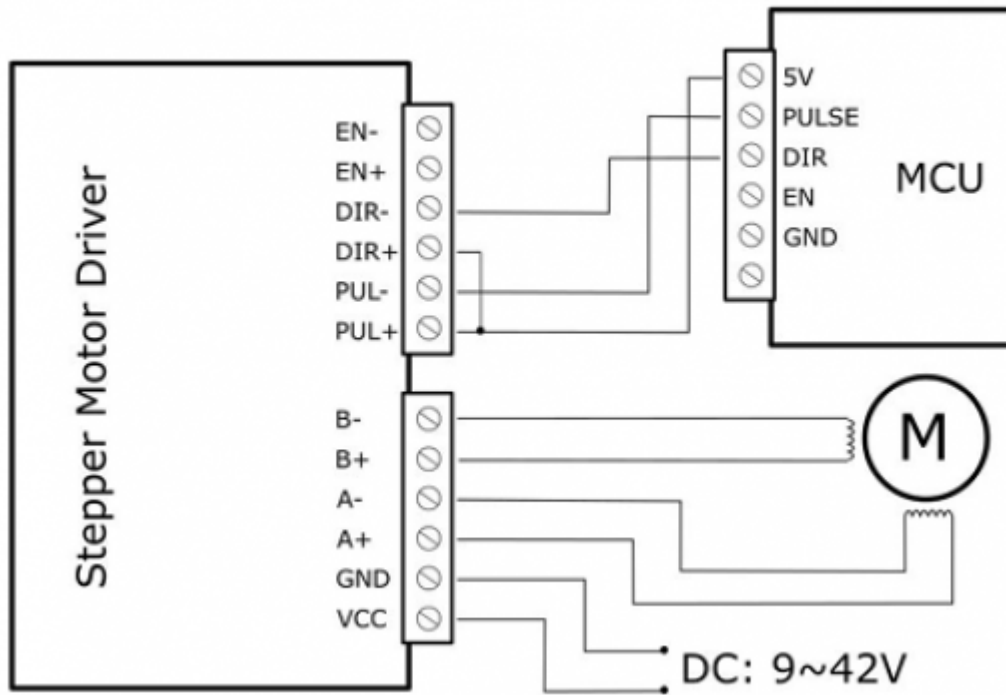 Stepper Motor Driver
EN-
EN+
DIR-
DIR+
PUL-
PUL+
B-
B+
A-
A+
GND
VCC
5V
PULSE
DIR
EN
GND
MCU
M
DC: 9~42V